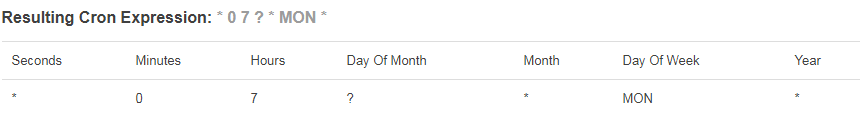 Resulting Cron Expression: * 0 7 ? * MON *
Seconds Minutes Hours Day Of Month Month Day Of Week Year
* 0 7 ? * MON *